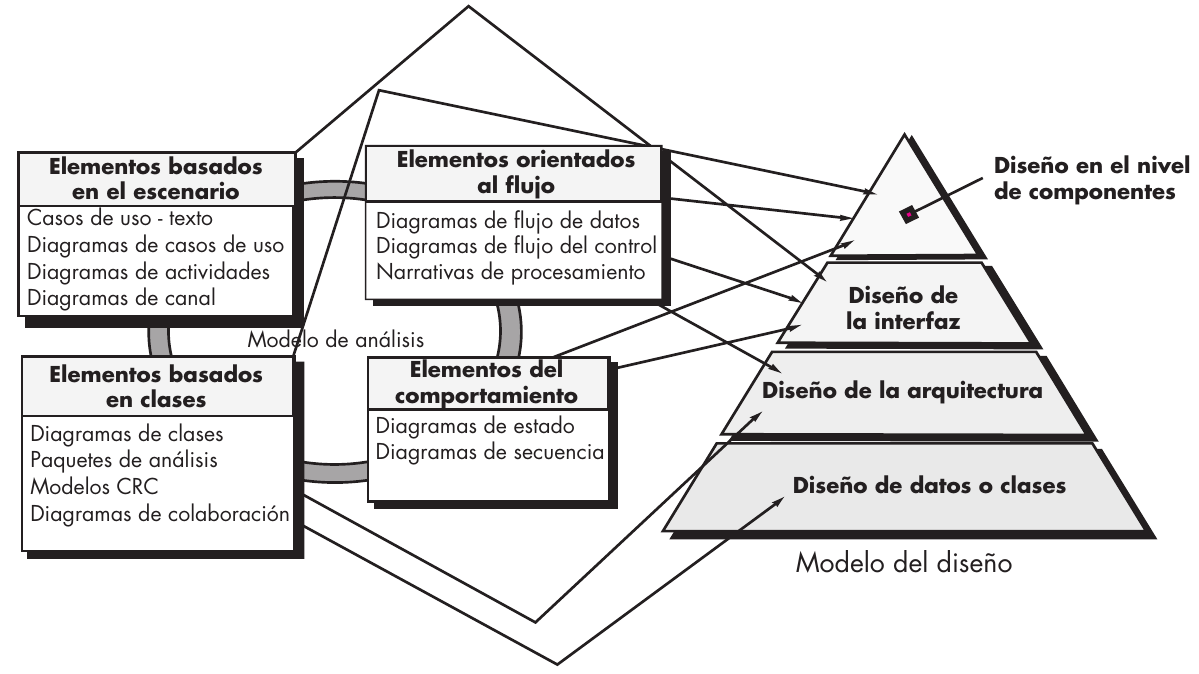 Elementos basados
en el escenario
Casos de uso - texto
Diagramas de casos de uso
Diagramas de actividades
Diagramas de canal
Elementos orientados
al flujo
Diagramas de flujo de datos
Diagramas de flujo del control
Narrativas de procesamiento
Modelo de análisis
Elementos basados
en clases
Diagramas de clases
Paquetes de análisis
Modelos CRC
Diagramas de colaboración
Elementos del
comportamiento
Diagramas de estado
Diagramas de secuencia
Diseño en el nivel
de componentes
Diseño de
la interfaz
Diseño de la arquitectura
Diseño de datos o clases
Modelo del diseño